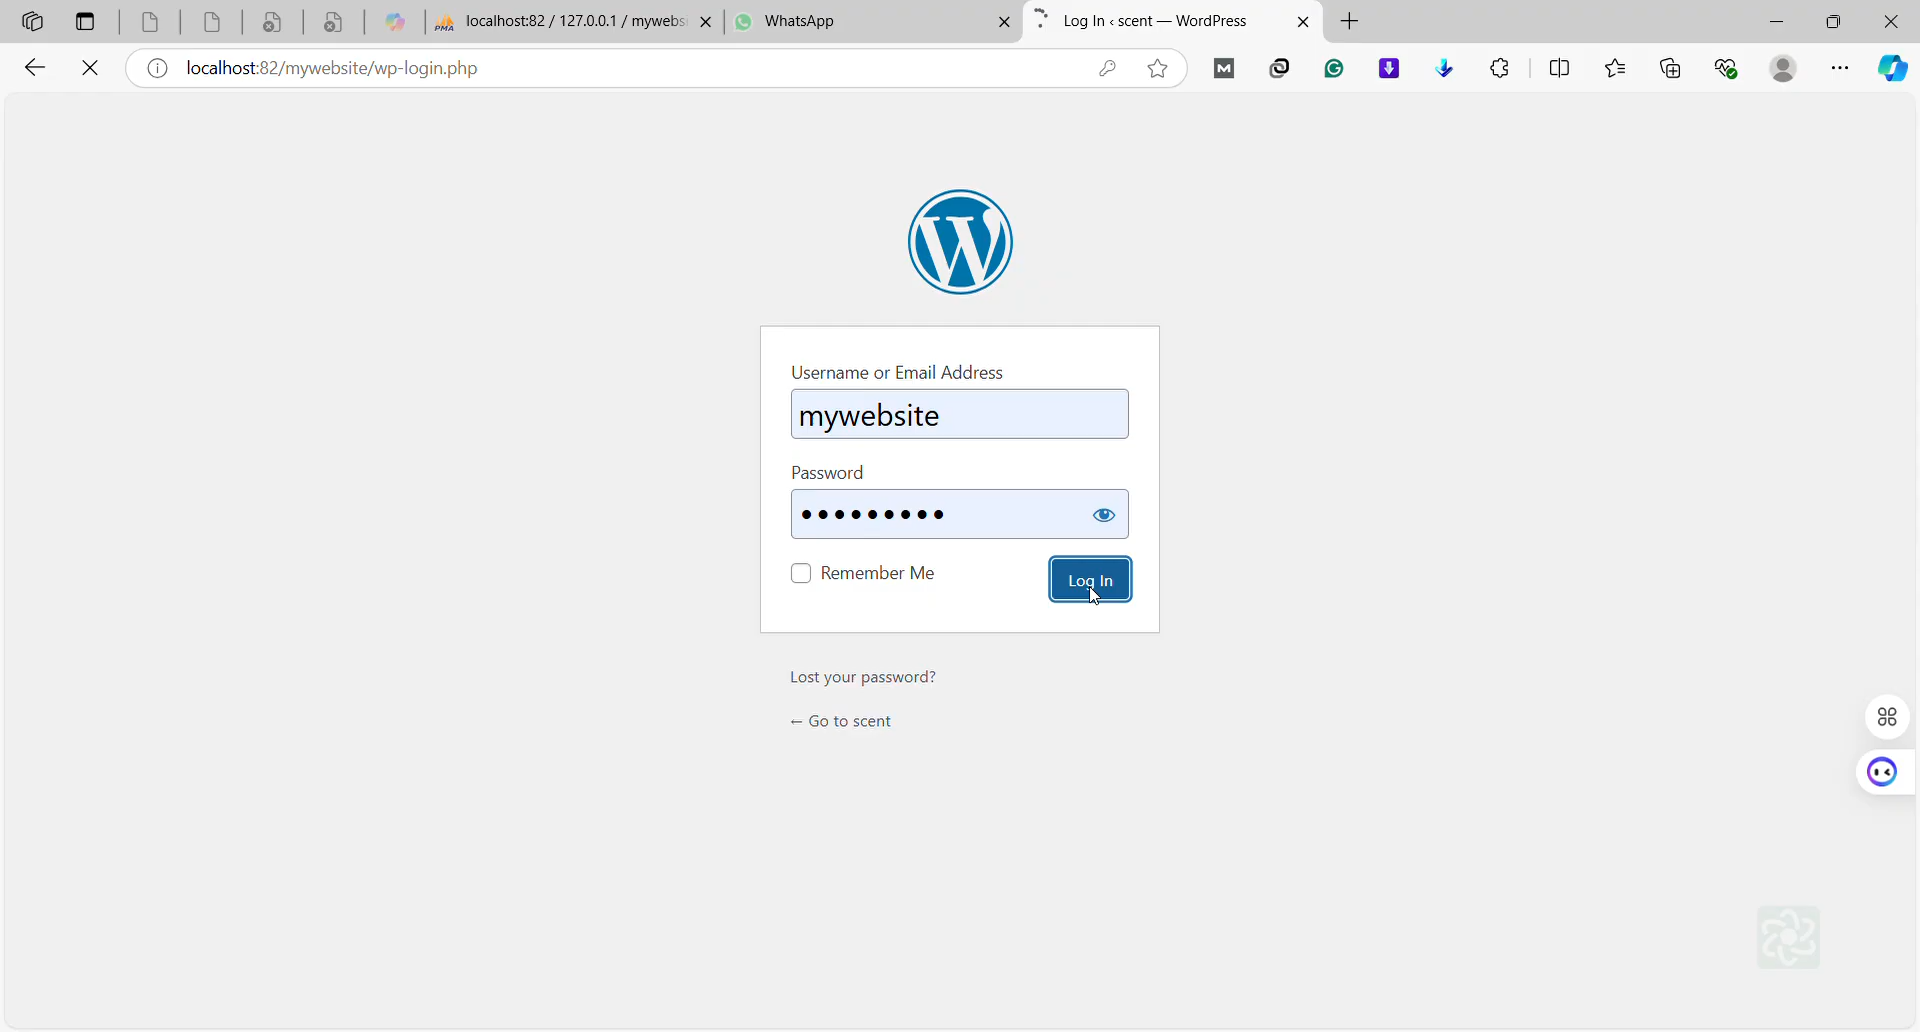 localhost:82 / 127.0.0.1 / mywebs
WhatsApp
Log In ‹ scent — WordPress
localhost:82/mywebsite/wp-login.php
Username or Email Address
mywebsite
Password
Remember Me
Log In
Lost your password?
← Go to scent